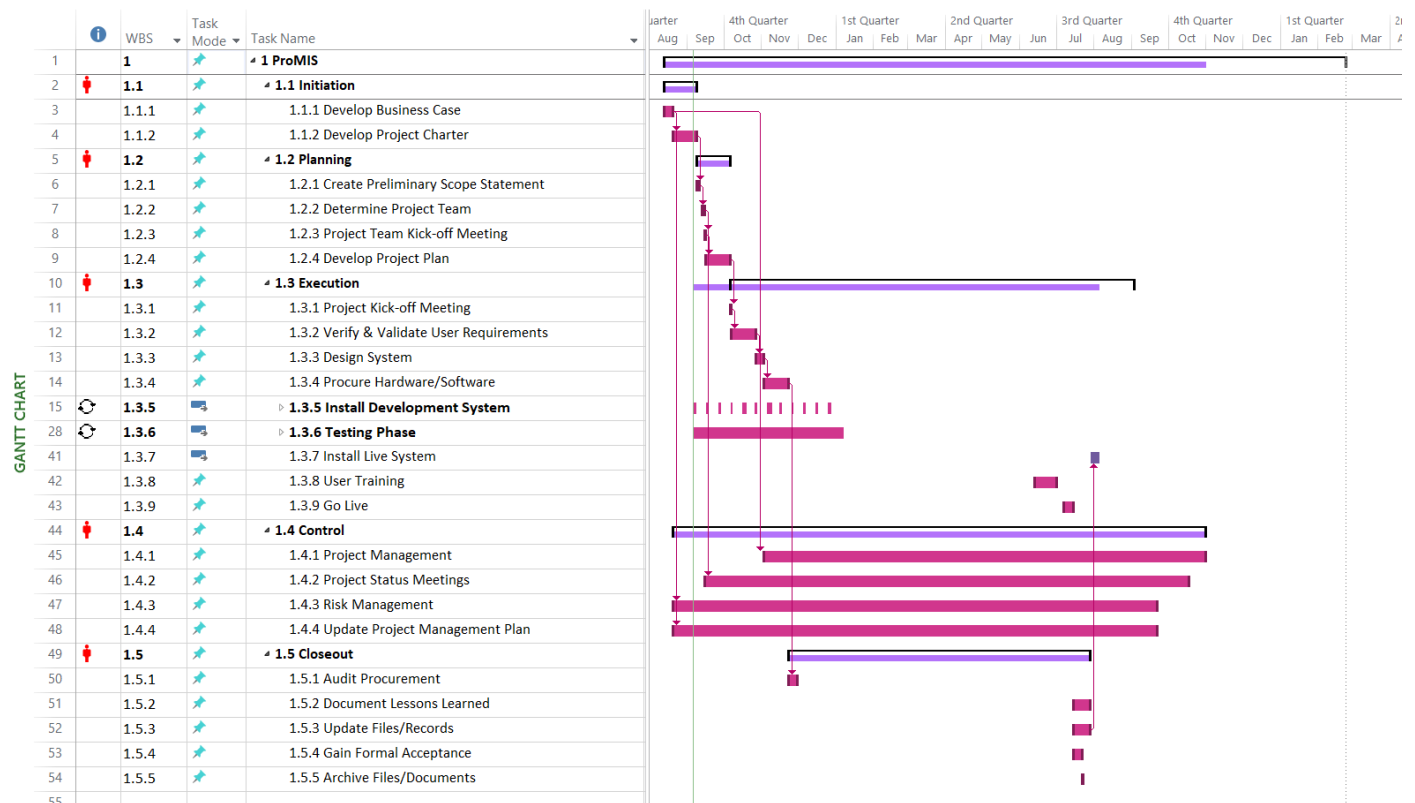 uarter 4th Quarter 1st Quarter 2nd Quarter 3rd Quarter 4th Quarter 1st Quarter
WBS Task Mode Task Name Aug Sep Oct Nov Dec Jan Feb Mar Apr May Jun Jul Aug Sep Oct Nov Dec Jan Feb Mar
1 1 1 ProMIS
2 1.1 1.1 Initiation
3 1.1.1 1.1.1 Develop Business Case
4 1.1.2 1.1.2 Develop Project Charter
5 1.2 1.2 Planning
6 1.2.1 1.2.1 Create Preliminary Scope Statement
7 1.2.2 1.2.2 Determine Project Team
8 1.2.3 1.2.3 Project Team Kick-off Meeting
9 1.2.4 1.2.4 Develop Project Plan
10 1.3 1.3 Execution
11 1.3.1 1.3.1 Project Kick-off Meeting
12 1.3.2 1.3.2 Verify & Validate User Requirements
13 1.3.3 1.3.3 Design System
14 1.3.4 1.3.4 Procure Hardware/Software
15 1.3.5 1.3.5 Install Development System
28 1.3.6 1.3.6 Testing Phase
41 1.3.7 1.3.7 Install Live System
42 1.3.8 1.3.8 User Training
43 1.3.9 1.3.9 Go Live
44 1.4 1.4 Control
45 1.4.1 1.4.1 Project Management
46 1.4.2 1.4.2 Project Status Meetings
47 1.4.3 1.4.3 Risk Management
48 1.4.4 1.4.4 Update Project Management Plan
49 1.5 1.5 Closeout
50 1.5.1 1.5.1 Audit Procurement
51 1.5.2 1.5.2 Document Lessons Learned
52 1.5.3 1.5.3 Update Files/Records
53 1.5.4 1.5.4 Gain Formal Acceptance
54 1.5.5 1.5.5 Archive Files/Documents
55
GANTT CHART